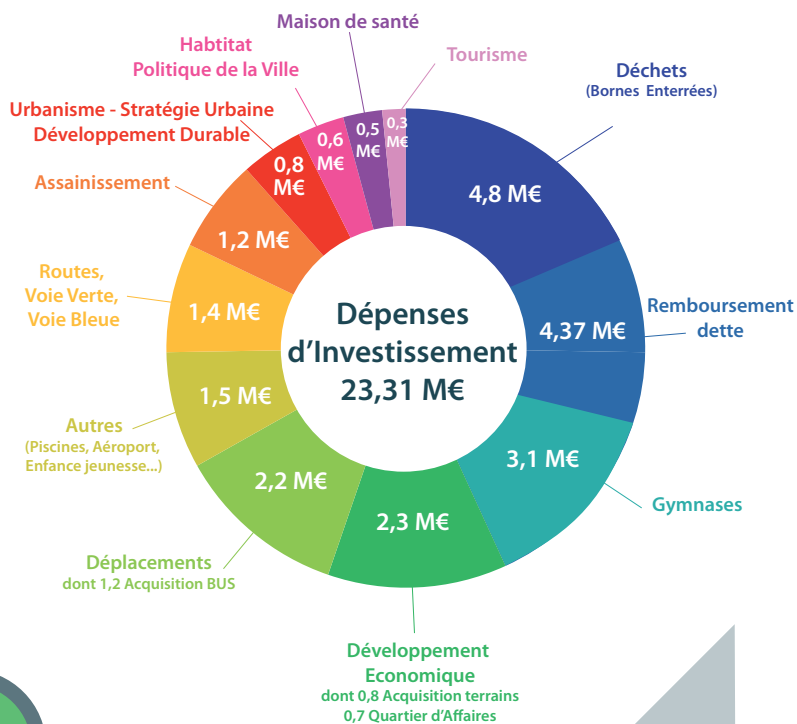 Maison de santé
Habtitat
Politique de la Ville
Tourisme
Déchets
(Bornes Enterrées)
Urbanisme - Stratégie Urbaine
Développement Durable
Assainissement
Routes,
Voie Verte,
Voie Bleue
Autres
(Piscines, Aéroport,
Enfance jeunesse...)
Déplacements
dont 1,2 Acquisition BUS
Développement
Economique
dont 0,8 Acquisition terrains
0,7 Quartier d'Affaires
Gymnases
Remboursement
dette
4,8 M€
4,37 M€
3,1 M€
2,3 M€
2,2 M€
1,5 M€
1,4 M€
1,2 M€
0,8
M€
0,6
M€
0,5
M€
0,3
M€
Dépenses
d'Investissement
23,31 M€